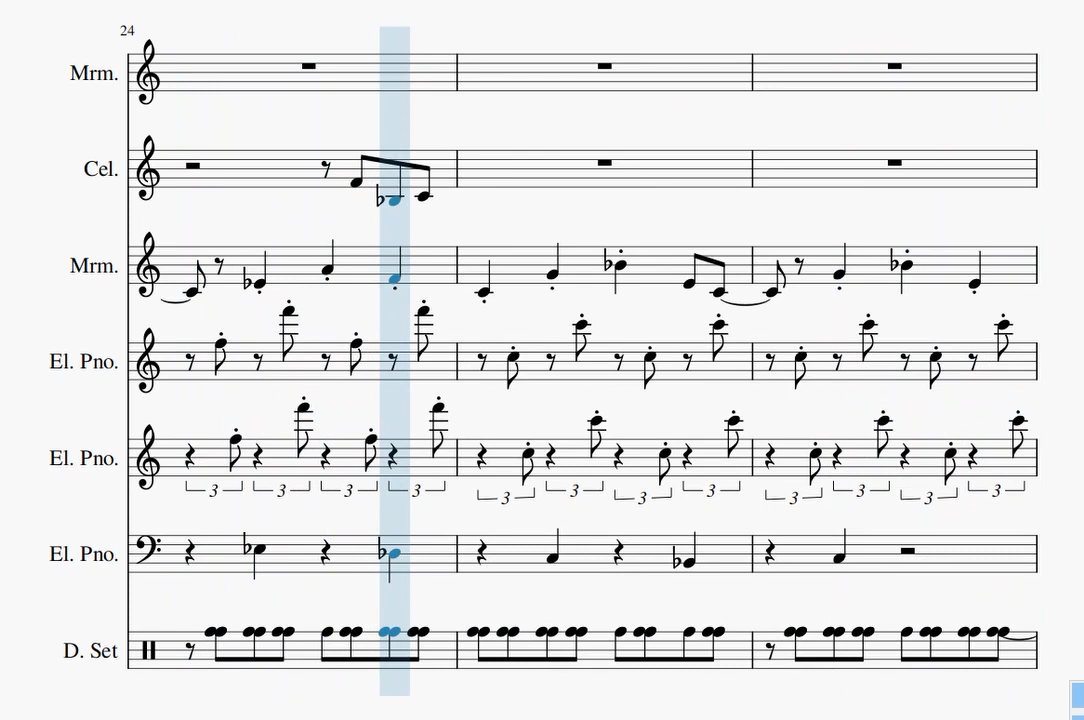 24
Mrm.
Cel.
Mrm.
El. Pno.
El. Pno.
3 3 3 3 3 3 3 3 3 3 3 3
El. Pno.
D. Set